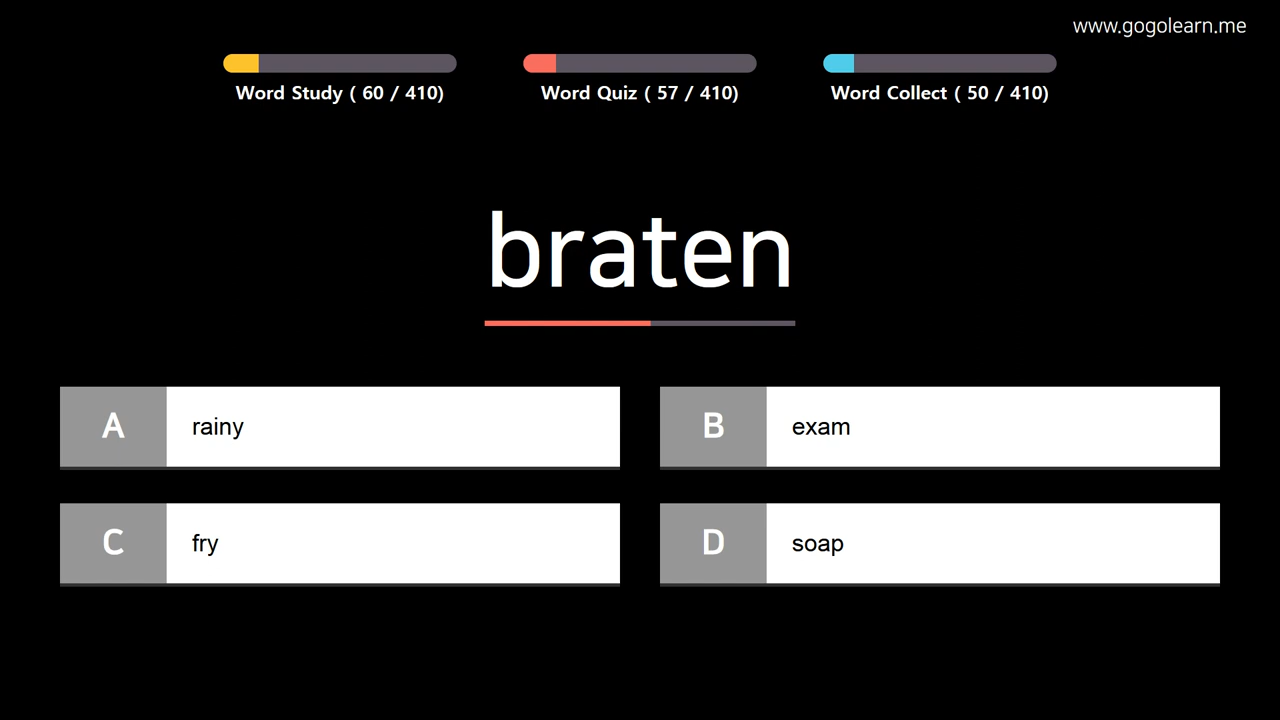 www.gogolearn.me
Word Study ( 60 / 410)
Word Quiz ( 57 / 410)
Word Collect ( 50 / 410)
braten
A rainy
B exam
C fry
D soap